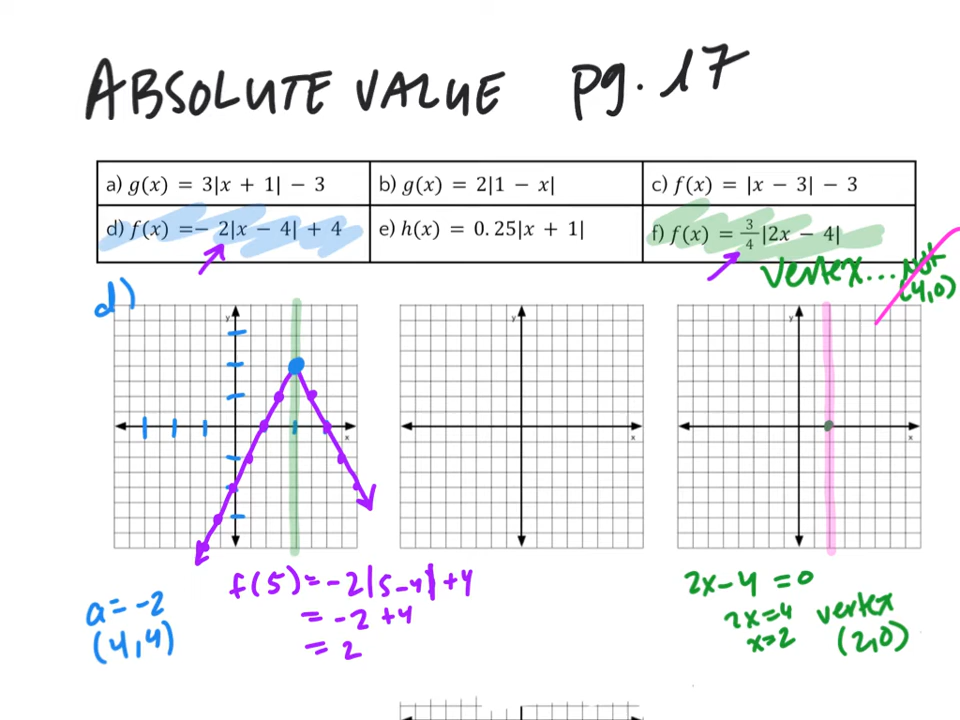 ABSOLUTE VALUE pg. 17
a) g(x) = 3|x + 1| − 3
b) g(x) = 2|1 − x|
c) f(x) = |x − 3| − 3
d) f(x) =− 2|x − 4| + 4
e) h(x) = 0.25|x + 1|
f) f(x) = 3/4 |2x − 4|
vertex... not
(4,0)
d)
y
x
y
x
y
x
a = -2
(4,4)
f(5) = -2|5-4| +4
= -2 +4
= 2
2x-4 = 0
2x=4
x=2
vertex
(2,0)